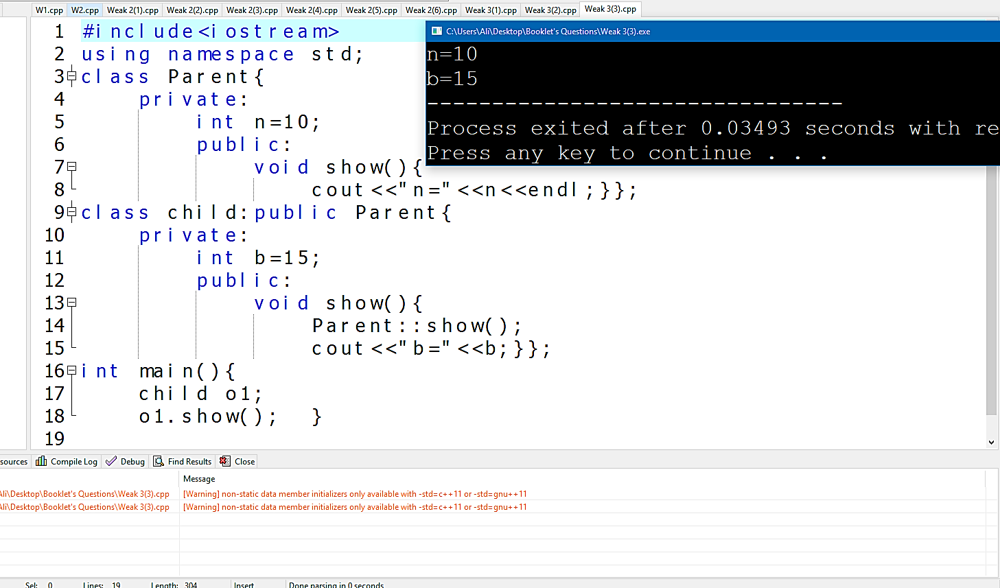 W1.cpp W2.cpp Weak 2(1).cpp Weak 2(2).cpp Weak 2(3).cpp Weak 2(4).cpp Weak 2(5).cpp Weak 2(6).cpp Weak 3(1).cpp Weak 3(2).cpp Weak 3(3).cpp
1 #include<iostream>
2 using namespace std;
3 class Parent{
4 private:
5 int n=10;
6 public:
7 void show(){
8 cout<<"n="<<n<<endl;}};
9 class child:public Parent{
10 private:
11 int b=15;
12 public:
13 void show(){
14 Parent::show();
15 cout<<"b="<<b;}};
16 int main(){
17 child o1;
18 o1.show(); }
19
C:\Users\Ali\Desktop\Booklet's Questions\Weak 3(3).exe
n=10
b=15
--------------------------------
Process exited after 0.03493 seconds with re
Press any key to continue . . .
sources Compile Log Debug Find Results Close
Message
Ali\Desktop\Booklet's Questions\Weak 3(3).cpp [Warning] non-static data member initializers only available with -std=c++11 or -std=gnu++11
Ali\Desktop\Booklet's Questions\Weak 3(3).cpp [Warning] non-static data member initializers only available with -std=c++11 or -std=gnu++11
Sel: 0 Lines: 19 Length: 304 Insert Done parsing in 0 seconds